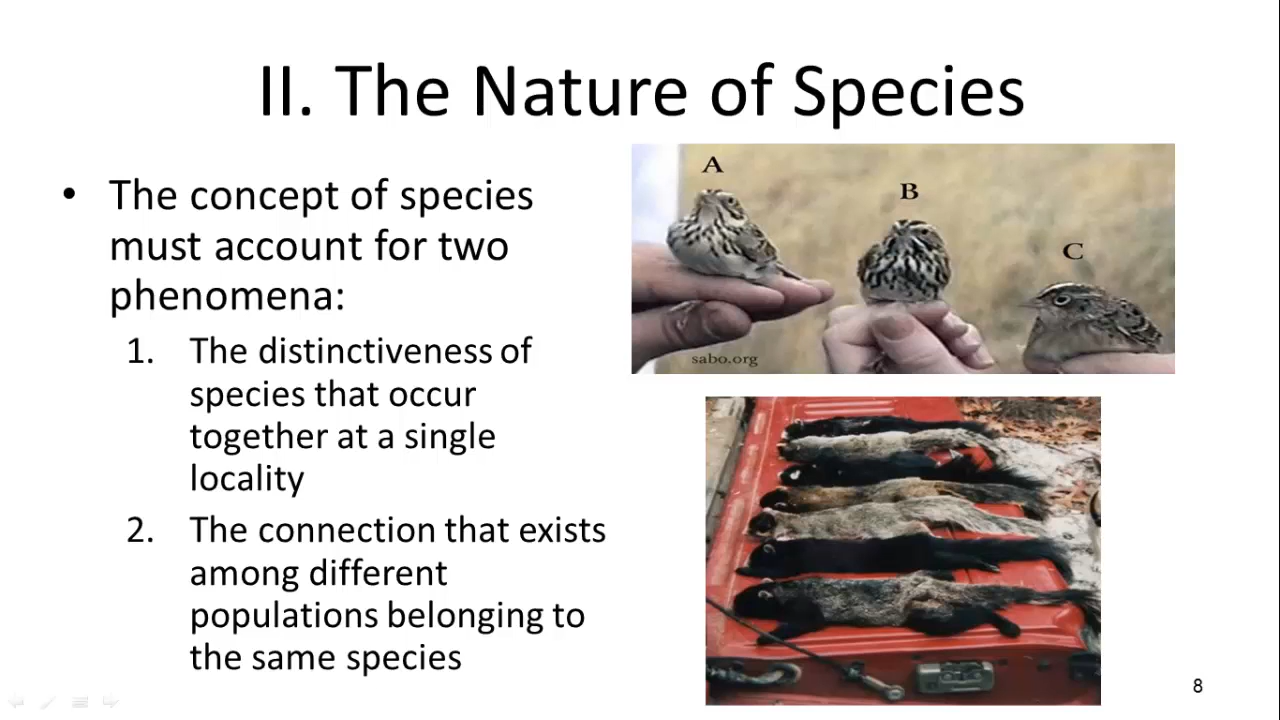 II. The Nature of Species
• The concept of species
must account for two
phenomena:
1. The distinctiveness of
species that occur
together at a single
locality
2. The connection that exists
among different
populations belonging to
the same species
A
B
C
sabo.org
8